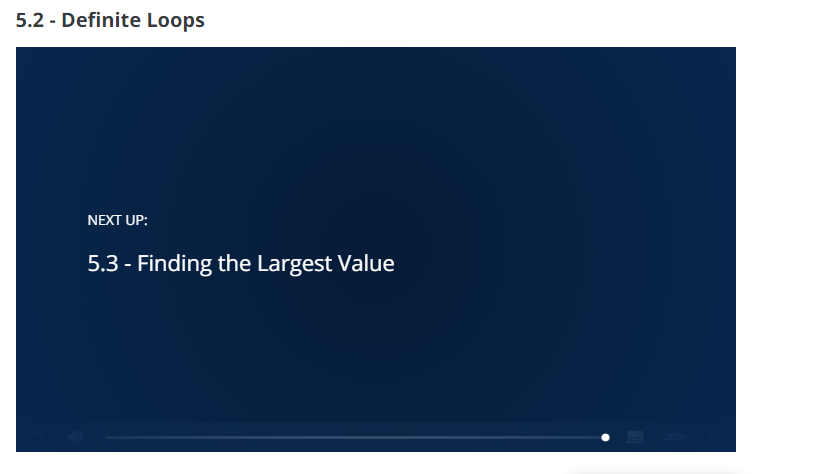 5.2 - Definite Loops
NEXT UP:
5.3 - Finding the Largest Value